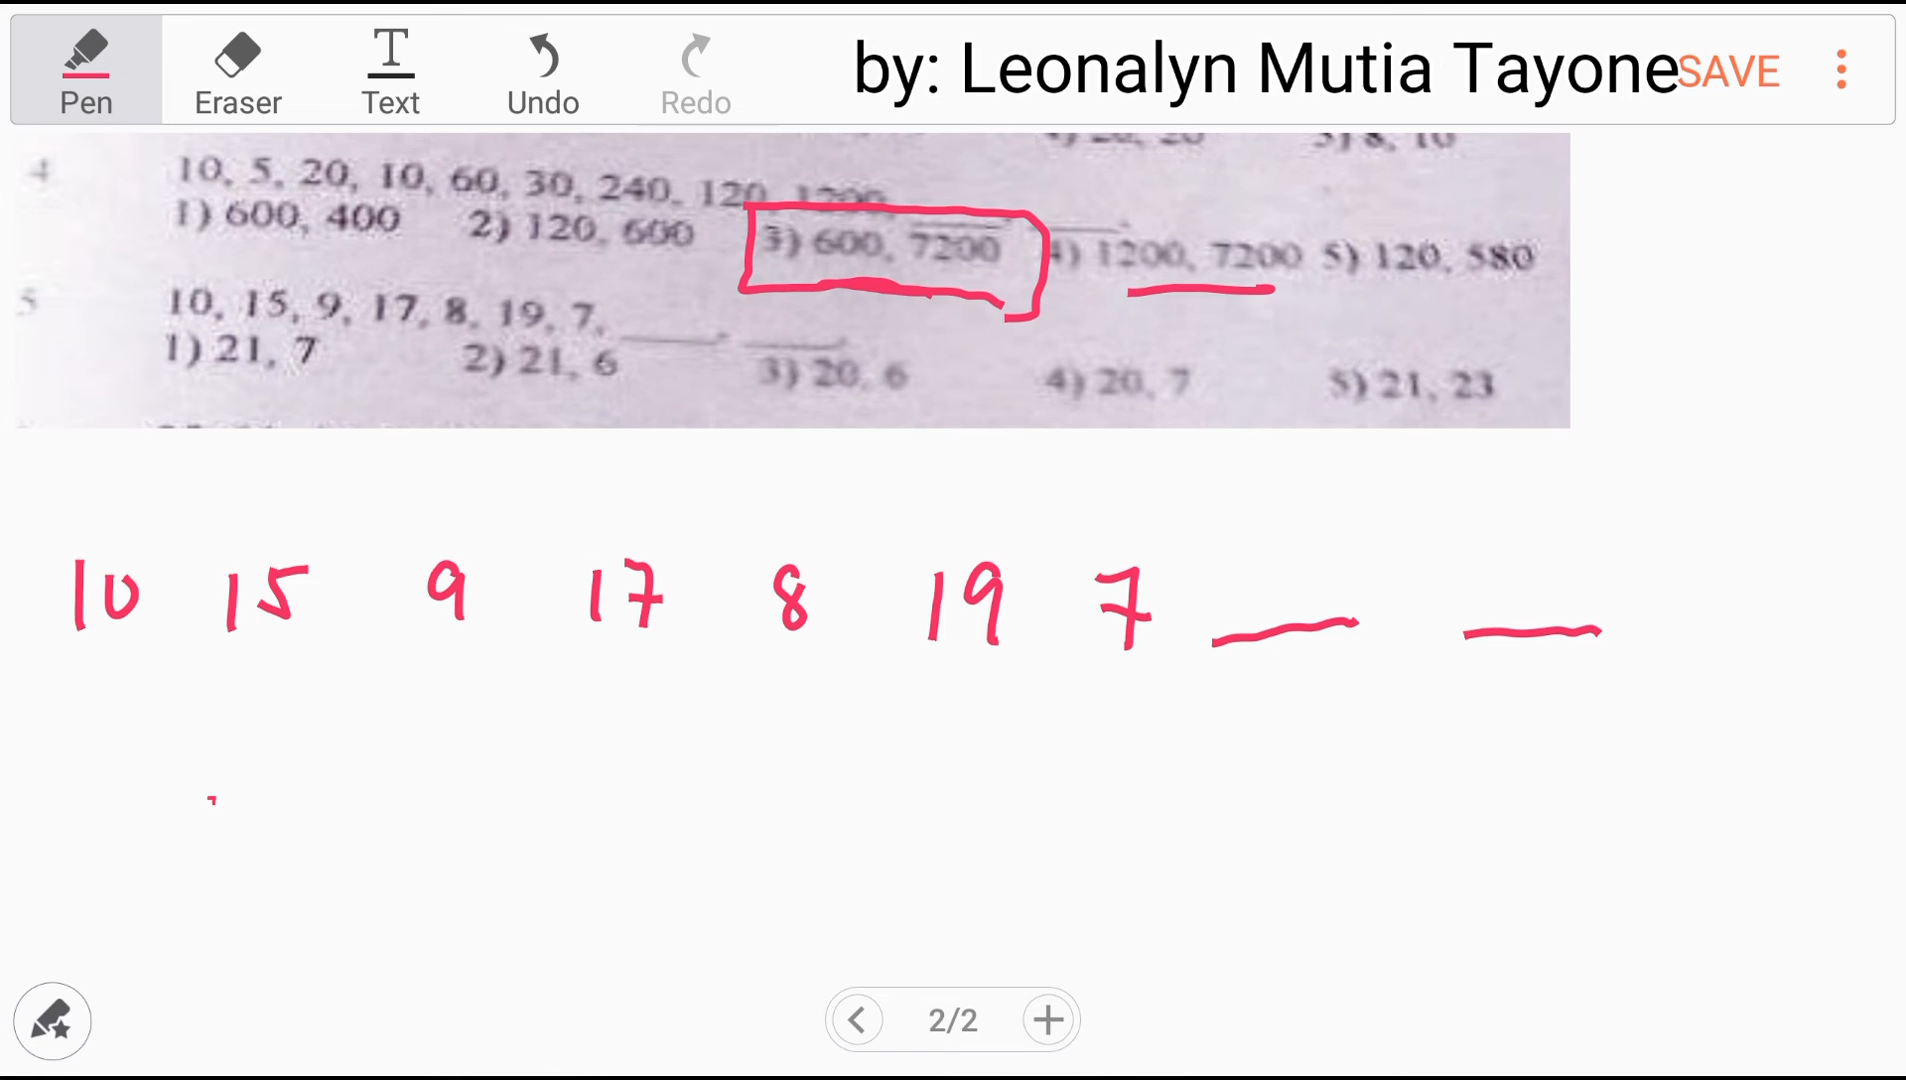 Pen
Eraser
Text
Undo
Redo
by: Leonalyn Mutia Tayone
SAVE
4 10, 5, 20, 10, 60, 30, 240, 120, 1200,
1) 600, 400 2) 120, 600 3) 600, 7200 4) 1200, 7200 5) 120, 580
5 10, 15, 9, 17, 8, 19, 7,
1) 21, 7 2) 21, 6 3) 20, 6 4) 20, 7 5) 21, 23
10 15 9 17 8 19 7
2/2